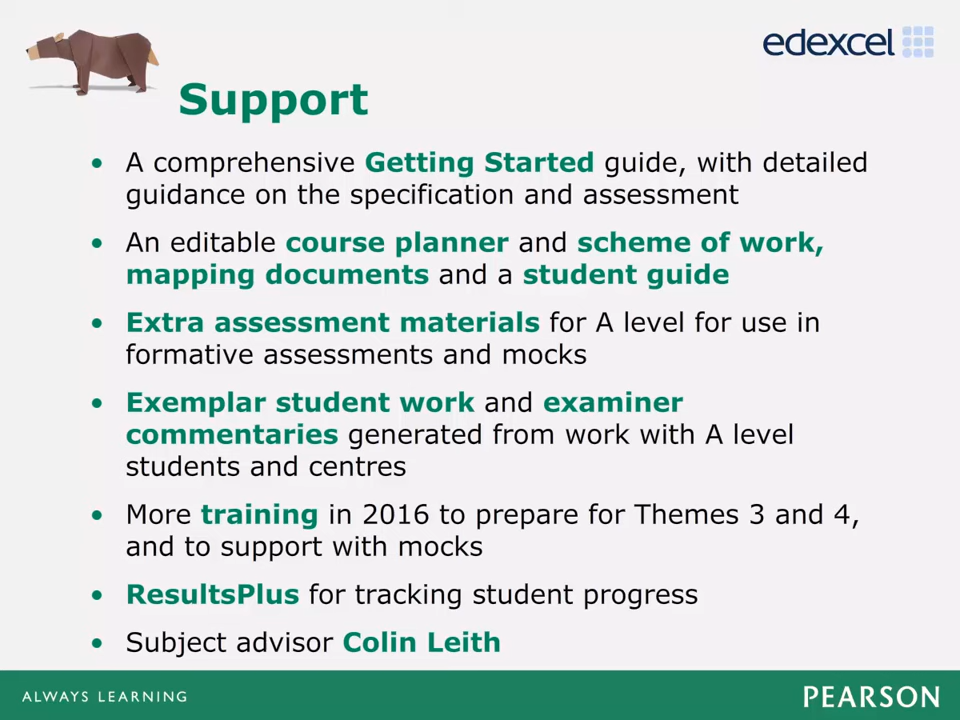 edexcel
Support
• A comprehensive Getting Started guide, with detailed
guidance on the specification and assessment
• An editable course planner and scheme of work,
mapping documents and a student guide
• Extra assessment materials for A level for use in
formative assessments and mocks
• Exemplar student work and examiner
commentaries generated from work with A level
students and centres
• More training in 2016 to prepare for Themes 3 and 4,
and to support with mocks
• ResultsPlus for tracking student progress
• Subject advisor Colin Leith
ALWAYS LEARNING
PEARSON